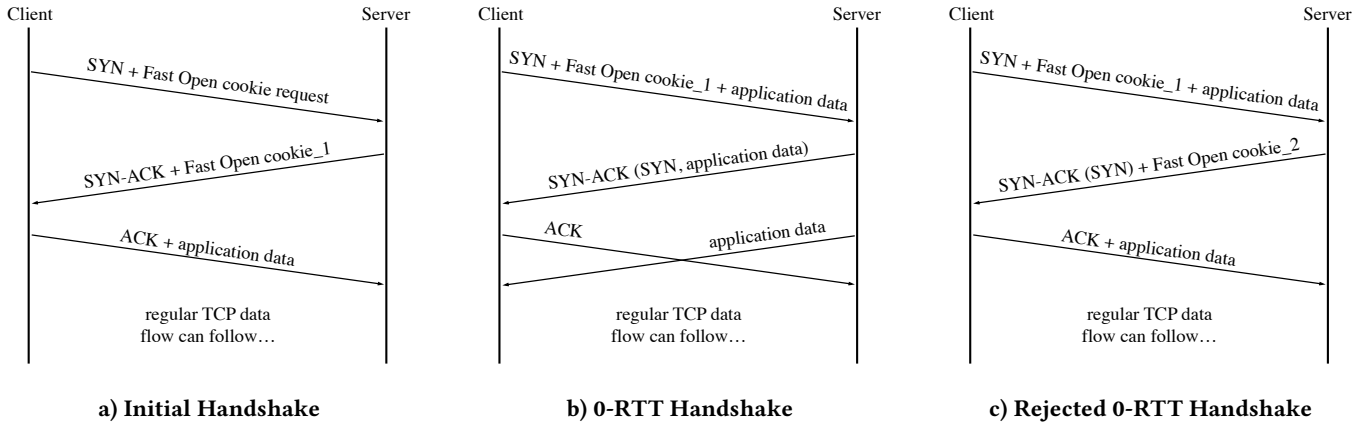 Client Server
SYN + Fast Open cookie request
SYN-ACK + Fast Open cookie_1
ACK + application data
regular TCP data
flow can follow…
a) Initial Handshake
Client Server
SYN + Fast Open cookie_1 + application data
SYN-ACK (SYN, application data)
ACK
application data
regular TCP data
flow can follow…
b) 0-RTT Handshake
Client Server
SYN + Fast Open cookie_1 + application data
SYN-ACK (SYN) + Fast Open cookie_2
ACK + application data
regular TCP data
flow can follow…
c) Rejected 0-RTT Handshake